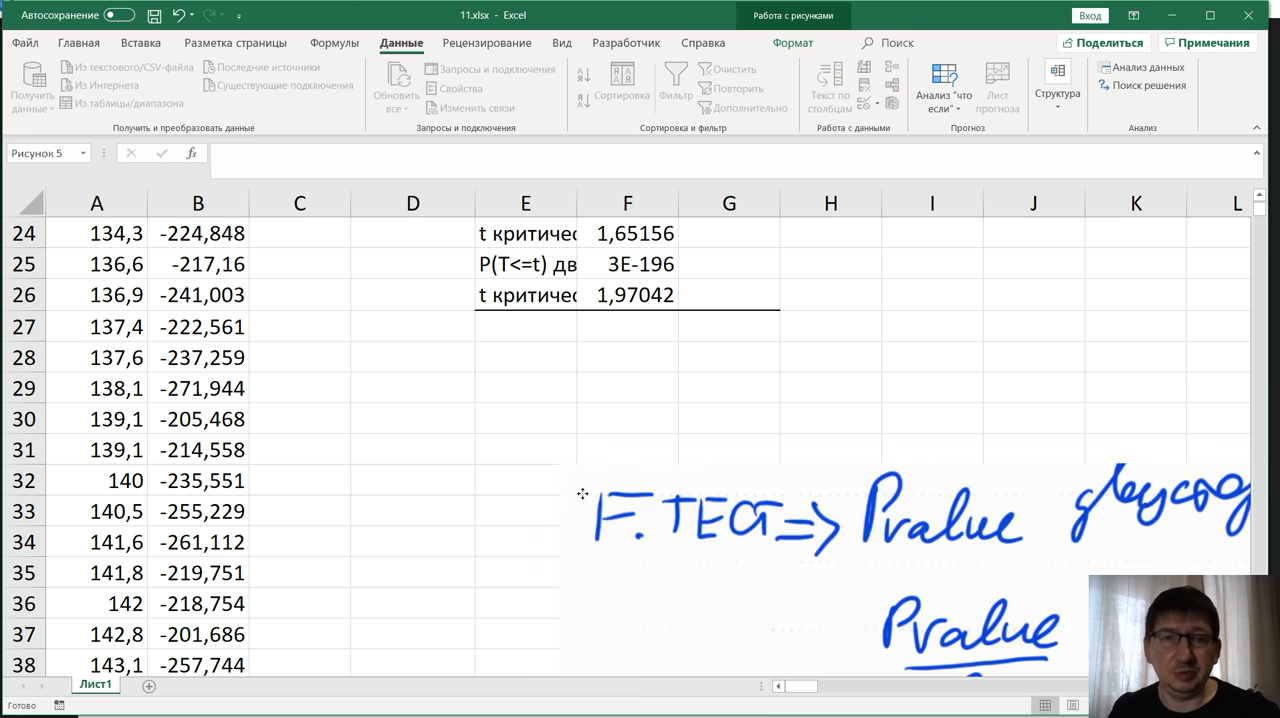 Автосохранение
11.xlsx - Excel
Работа с рисунками
Вход
Файл Главная Вставка Разметка страницы Формулы Данные Рецензирование Вид Разработчик Справка Формат Поиск
Поделиться Примечания
Получить данные
Из текстового/CSV-файла
Из Интернета
Из таблицы/диапазона
Последние источники
Существующие подключения
Получить и преобразовать данные
Обновить все
Запросы и подключения
Свойства
Изменить связи
Запросы и подключения
Сортировка
Фильтр
Очистить
Повторить
Дополнительно
Сортировка и фильтр
Текст по столбцам
Работа с данными
Анализ "что если"
Лист прогноза
Прогноз
Структура
Анализ данных
Поиск решения
Анализ
Рисунок 5
fx
A B C D E F G H I J K L
24 134,3 -224,848 t критичес 1,65156
25 136,6 -217,16 P(T<=t) дв 3E-196
26 136,9 -241,003 t критичес 1,97042
27 137,4 -222,561
28 137,6 -237,259
29 138,1 -271,944
30 139,1 -205,468
31 139,1 -214,558
32 140 -235,551
33 140,5 -255,229
34 141,6 -261,112
35 141,8 -219,751
36 142 -218,754
37 142,8 -201,686
38 143,1 -257,744
F. ТЕСТ => Pvalue
Pvalue
Лист1
Готово